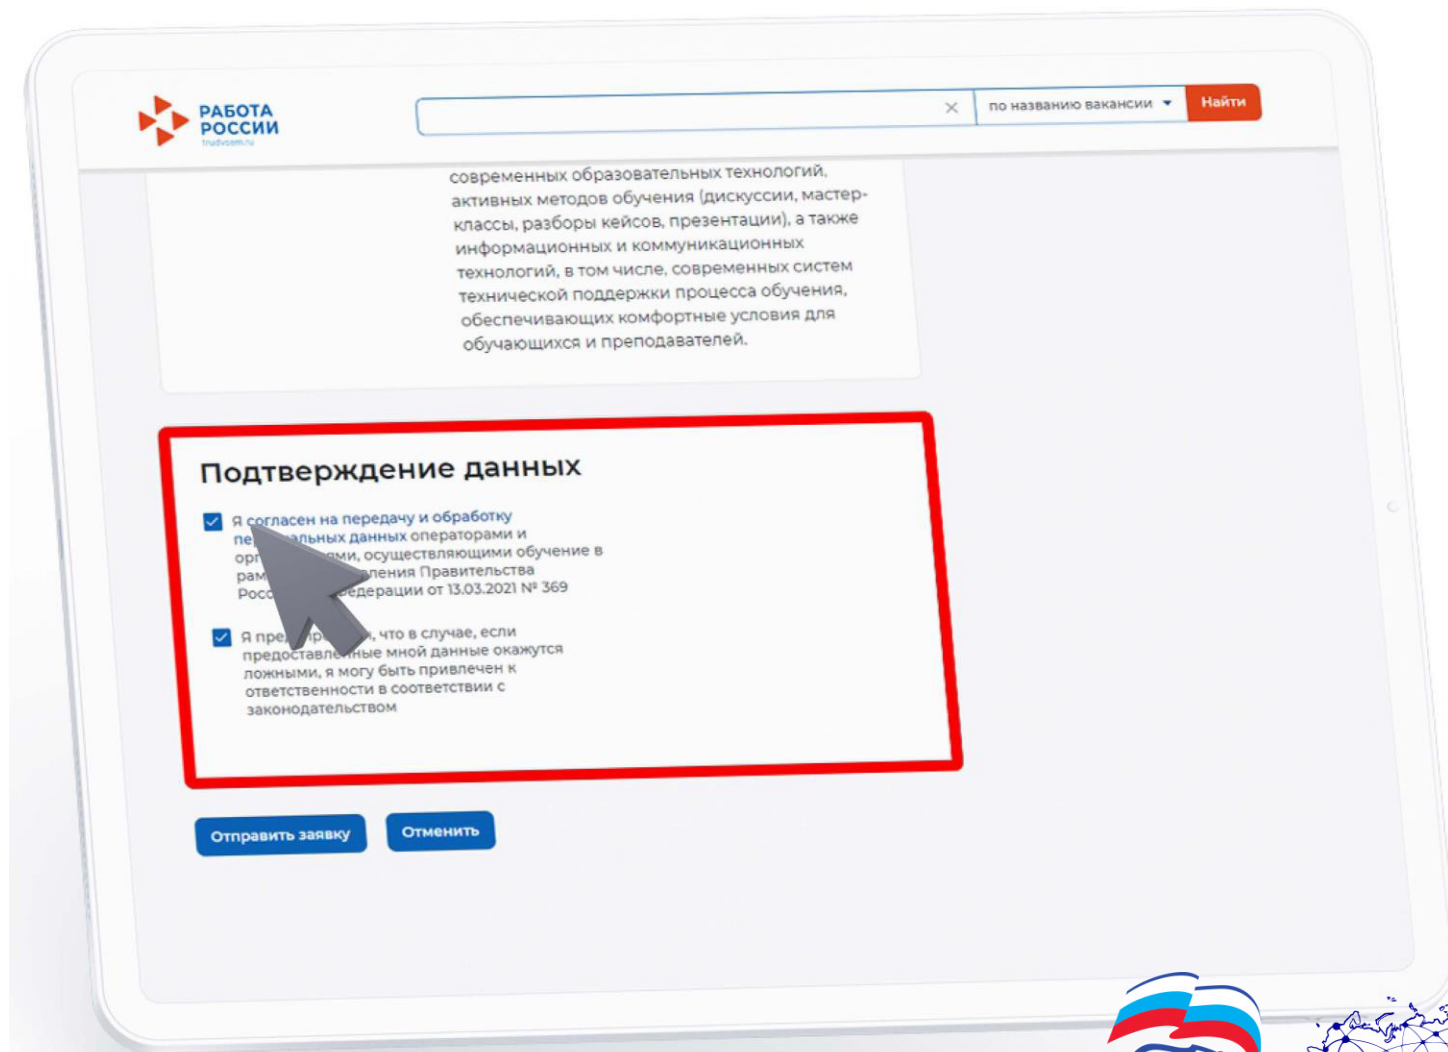 РАБОТА
РОССИИ
trudvsem.ru
по названию вакансии
Найти
современных образовательных технологий,
активных методов обучения (дискуссии, мастер-
классы, разборы кейсов, презентации), а также
информационных и коммуникационных
технологий, в том числе, современных систем
технической поддержки процесса обучения,
обеспечивающих комфортные условия для
обучающихся и преподавателей.
Подтверждение данных
Я согласен на передачу и обработку
данных операторами и
осуществляющими обучение в
Правительства
от 13.03.2021 № 369
Я что в случае, если
предоставленные мной данные окажутся
ложными, я могу быть привлечен к
ответственности в соответствии с
законодательством
Отправить заявку
Отменить